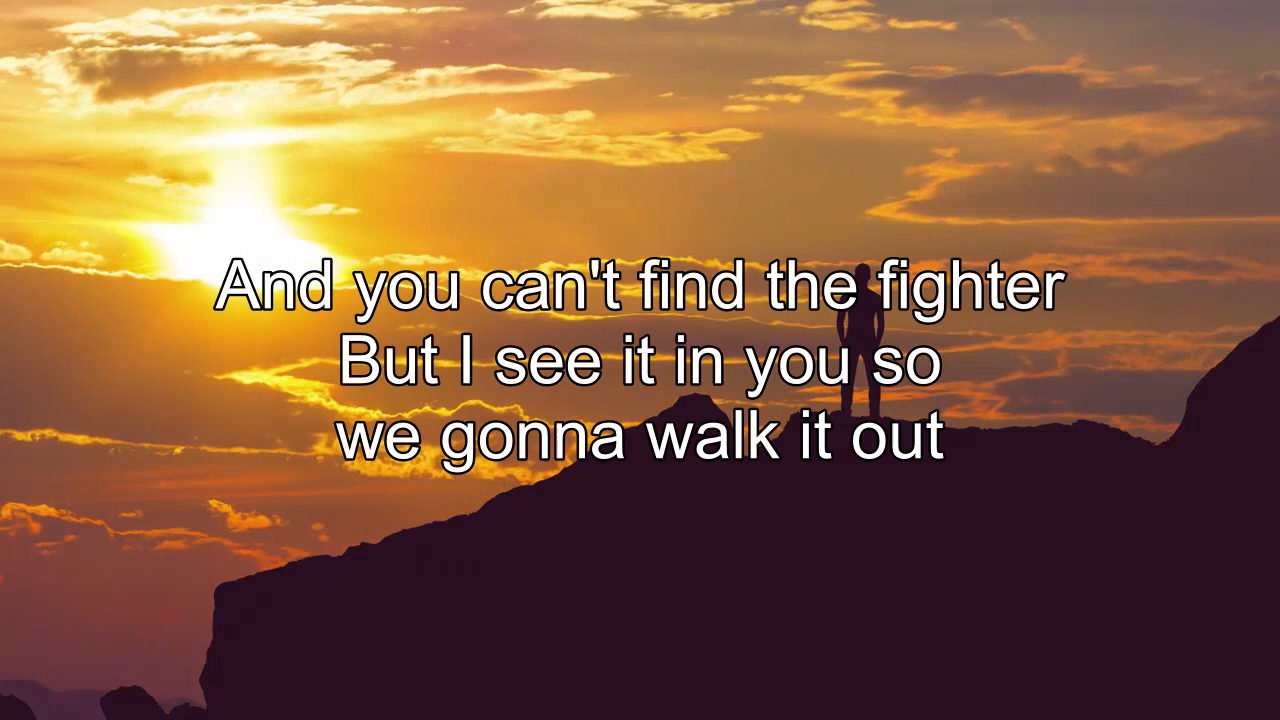 And you can't find the fighter
But I see it in you so
we gonna walk it out